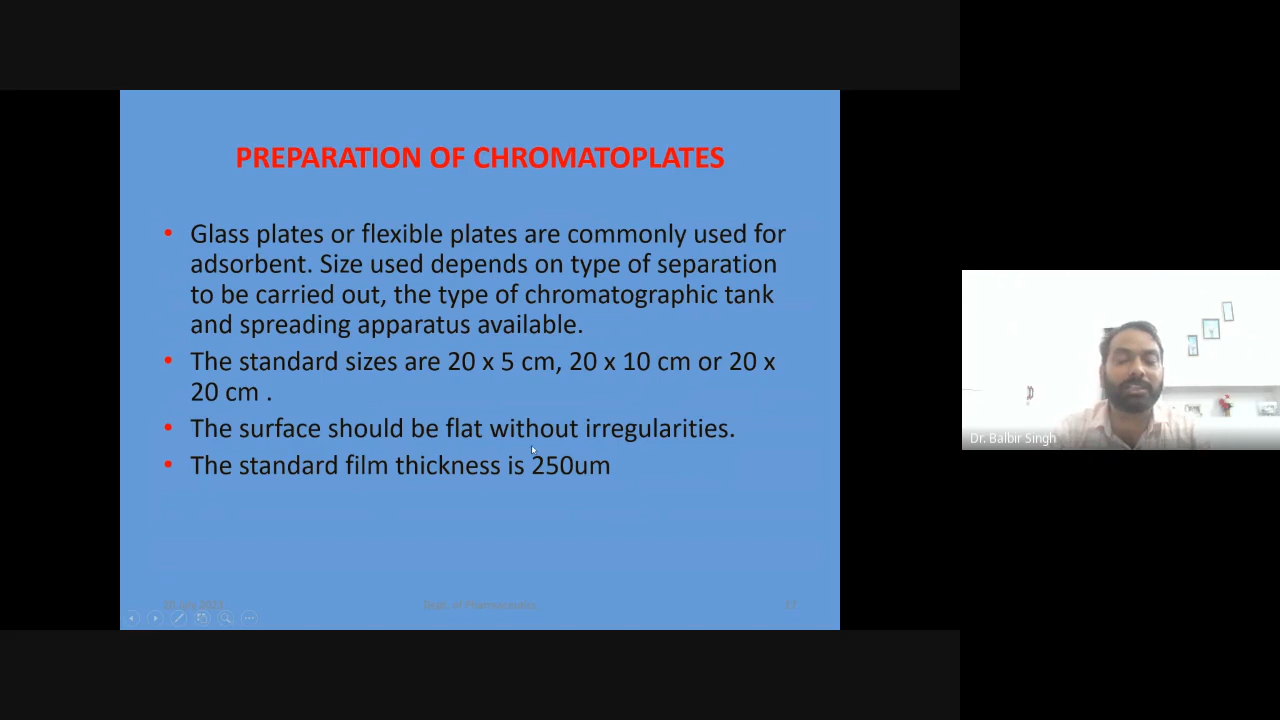 PREPARATION OF CHROMATOPLATES
• Glass plates or flexible plates are commonly used for
adsorbent. Size used depends on type of separation
to be carried out, the type of chromatographic tank
and spreading apparatus available.
• The standard sizes are 20 x 5 cm, 20 x 10 cm or 20 x
20 cm .
• The surface should be flat without irregularities.
• The standard film thickness is 250um
Dept. of Pharmaceutics
Dr. Balbir Singh